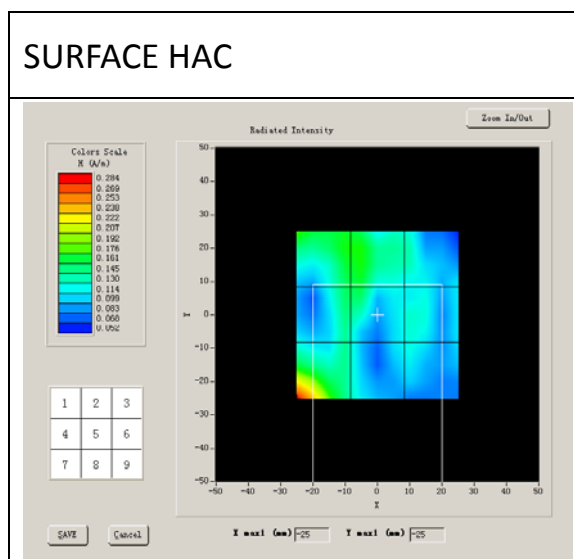 SURFACE HAC
Zoom In/Out
Radiated Intensity
Colors Scale
H (A/m)
0.284
0.269
0.253
0.238
0.222
0.207
0.192
0.176
0.161
0.145
0.130
0.114
0.099
0.083
0.068
0.052
50
40
30
20
10
0
-10
-20
-30
-40
-50
Y
-50 -40 -30 -20 -10 0 10 20 30 40 50
X
1 2 3
4 5 6
7 8 9
SAVE Cancel
X max1 (mm) -25 Y max1 (mm) -25